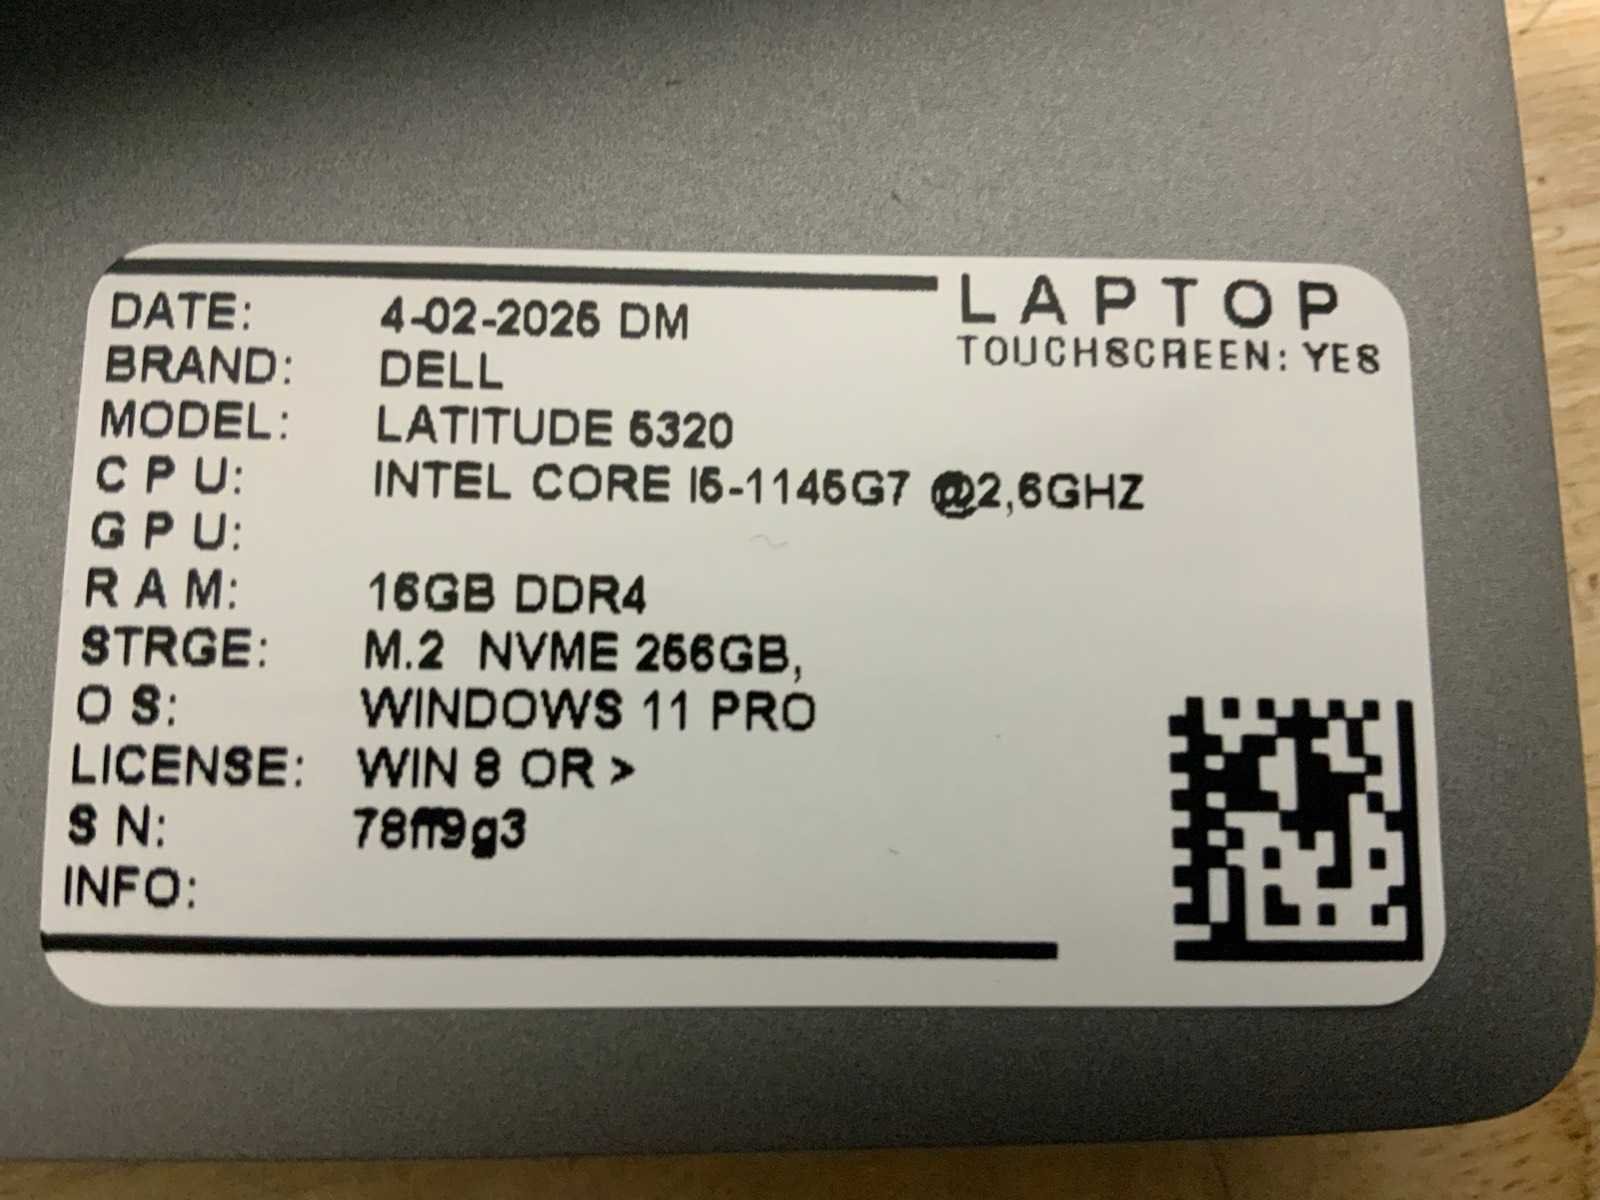 LAPTOP
TOUCHSCREEN: YES
DATE: 4-02-2025 DM
BRAND: DELL
MODEL: LATITUDE 5320
C P U: INTEL CORE I5-1145G7 @2,6GHZ
G P U:
R A M: 16GB DDR4
STRGE: M.2 NVME 256GB,
O S: WINDOWS 11 PRO
LICENSE: WIN 8 OR >
S N: 78ff9g3
INFO: